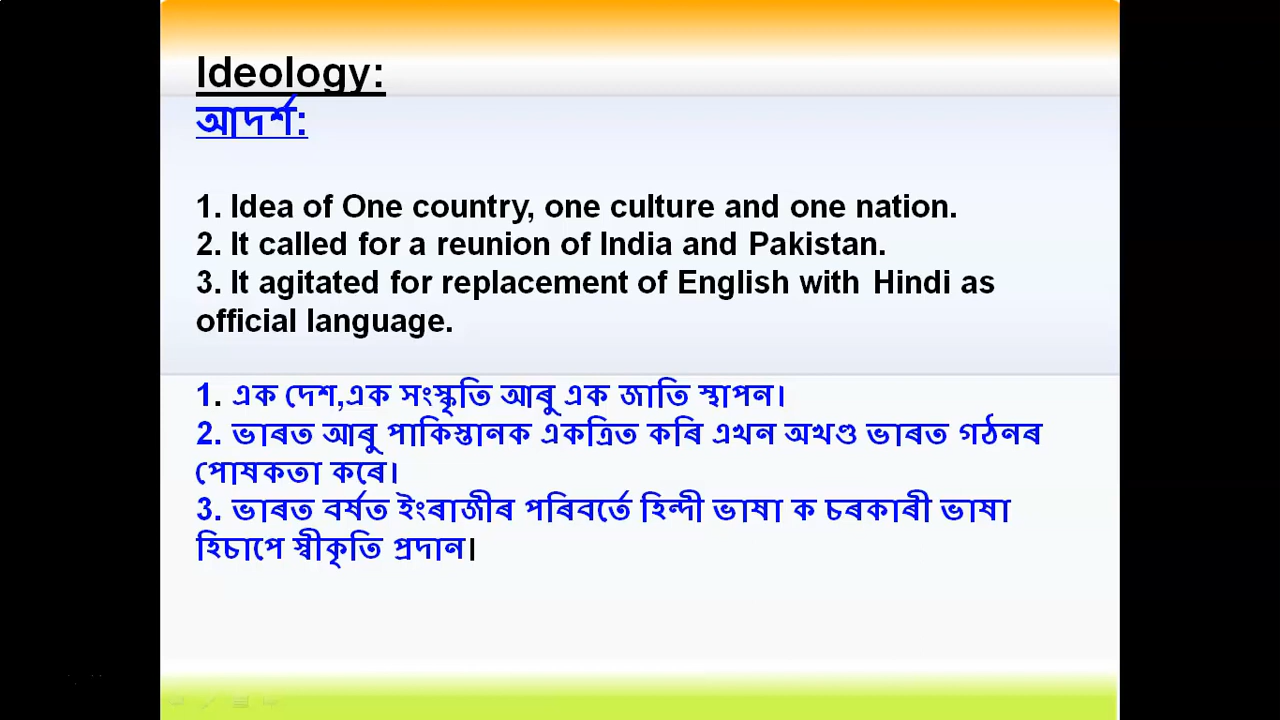 Ideology:
আদৰ্শ:
1. Idea of One country, one culture and one nation.
2. It called for a reunion of India and Pakistan.
3. It agitated for replacement of English with Hindi as
official language.
1. এক দেশ,এক সংস্কৃতি আৰু এক জাতি স্থাপন।
2. ভাৰত আৰু পাকিস্তানক একত্ৰিত কৰি এখন অখণ্ড ভাৰত গঠনৰ
পোষকতা কৰে।
3. ভাৰত বৰ্ষত ইংৰাজীৰ পৰিবৰ্তে হিন্দী ভাষা ক চৰকাৰী ভাষা
হিচাপে স্বীকৃতি প্ৰদান।